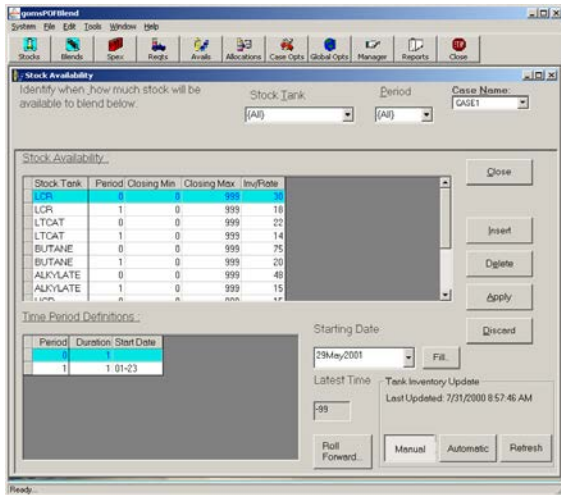 gomsPOFBlend
System File Edit Tools Window Help
Stocks Blends Spex Reqts Avails Allocations Case Opts Global Opts Manager Reports Close
Stock Availability
Identify when ,how much stock will be
available to blend below.
Stock Tank Period Case Name:
{All} {All} CASE1
Stock Availability :
Close
Stock Tank Period Closing Min Closing Max Inv/Rate
LCR 0 0 999 30
LCR 1 0 999 18
LTCAT 0 0 999 22
LTCAT 1 0 999 14
BUTANE 0 0 999 75
BUTANE 1 0 999 20
ALKYLATE 0 0 999 48
ALKYLATE 1 0 999 15
Insert
Delete
Apply
Discard
Time Period Definitions :
Period Duration Start Date
0 1
1 1 01-23
Starting Date
29May2001 Fill..
Latest Time
-99
Roll
Forward...
Tank Inventory Update
Last Updated: 7/31/2000 8:57:46 AM
Manual Automatic Refresh
Ready...